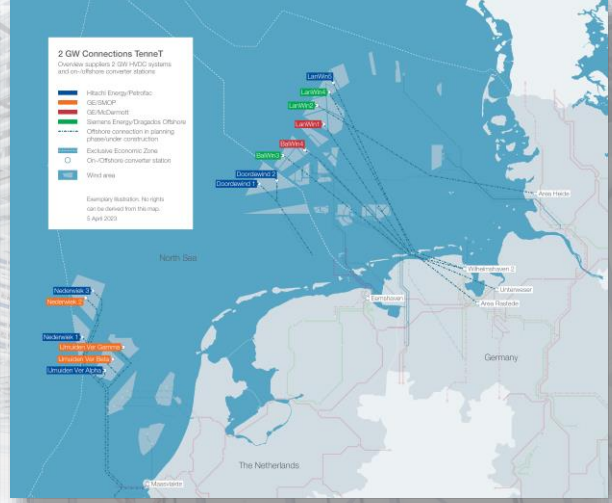 2 GW Connections TenneT
Overview suppliers 2 GW HVDC systems
and on-/offshore converter stations
Hitachi Energy/Petrofac
GE/SMOP
GE/McDermott
Siemens Energy/Dragados Offshore
Offshore connection in planning
phase/under construction
Exclusive Economic Zone
On-/Offshore converter station
Wind area
Exemplary illustration. No rights
can be derived from this map.
5 April 2023
LanWin5
LanWin4
LanWin2
LanWin1
BalWin4
BalWin3
Doordewind 2
Doordewind 1
Area Heide
North Sea
Wilhelmshaven 2
Nederwiek 3
Unterweser
Nederwiek 2
Eemshaven
Area Rastede
Nederwiek 1
IJmuiden Ver Gamma
IJmuiden Ver Beta
Germany
IJmuiden Ver Alpha
The Netherlands
Maasvlakte